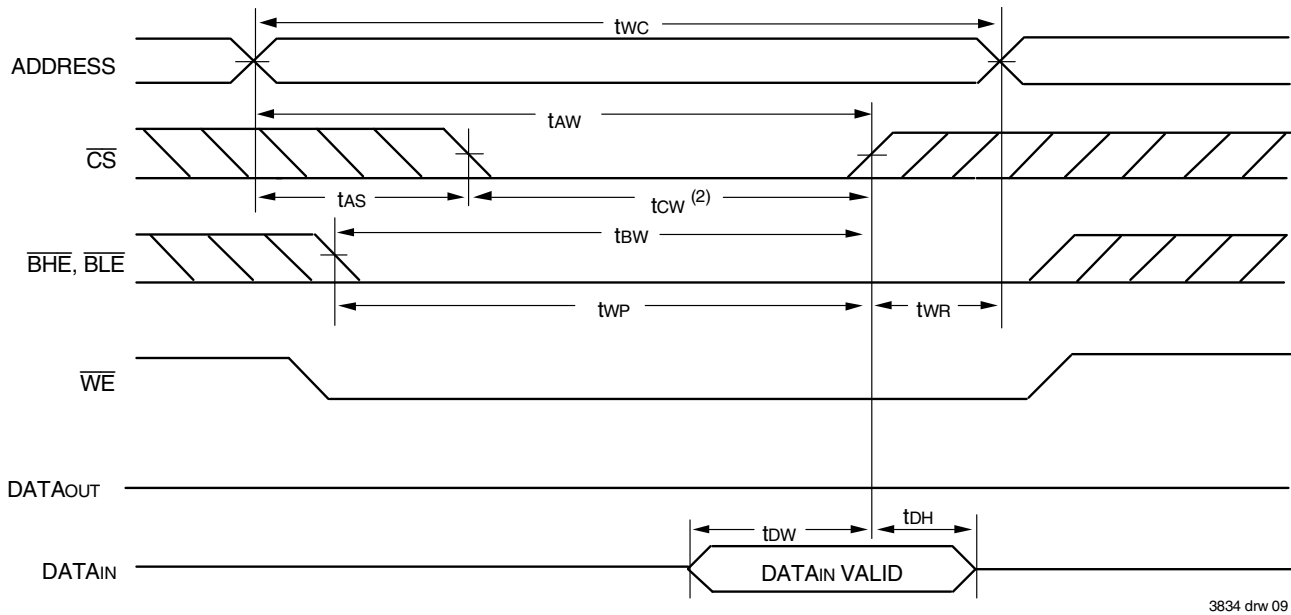 tWC
ADDRESS
tAW
CS
tAS
tCW (2)
tBW
BHE, BLE
tWP
tWR
WE
DATAOUT
tDW
tDH
DATAIN
DATAIN VALID
3834 drw 09